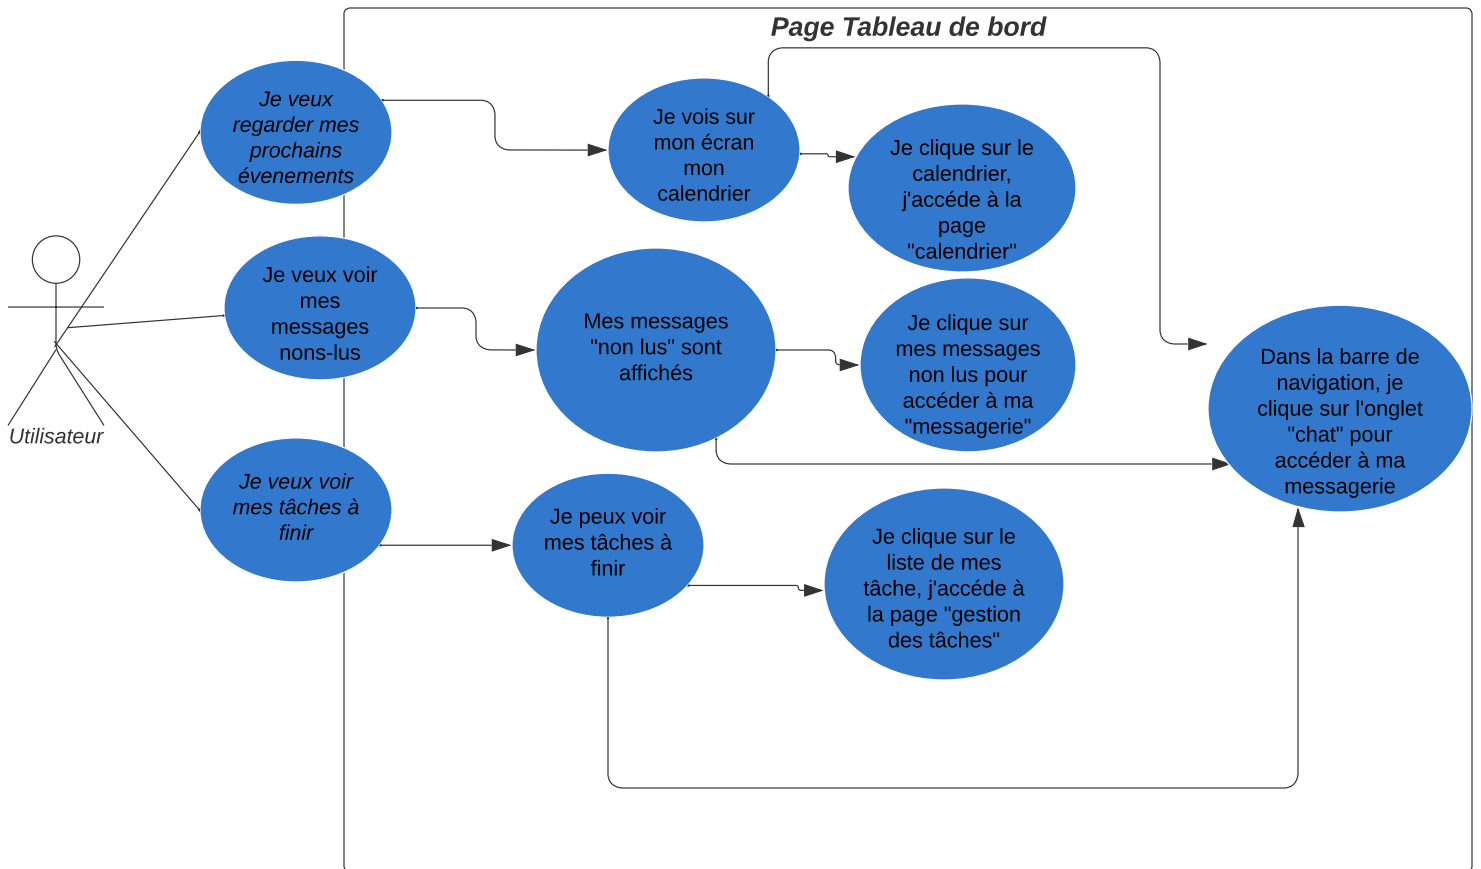 Page Tableau de bord
Je veux
regarder mes
prochains
évenements
Je vois sur
mon écran
mon
calendrier
Je clique sur le
calendrier,
j'accéde à la
page
"calendrier"
Utilisateur
Je veux voir
mes
messages
nons-lus
Mes messages
"non lus" sont
affichés
Je clique sur
mes messages
non lus pour
accéder à ma
"messagerie"
Dans la barre de
navigation, je
clique sur l'onglet
"chat" pour
accéder à ma
messagerie
Je veux voir
mes tâches à
finir
Je peux voir
mes tâches à
finir
Je clique sur le
liste de mes
tâche, j'accéde à
la page "gestion
des tâches"